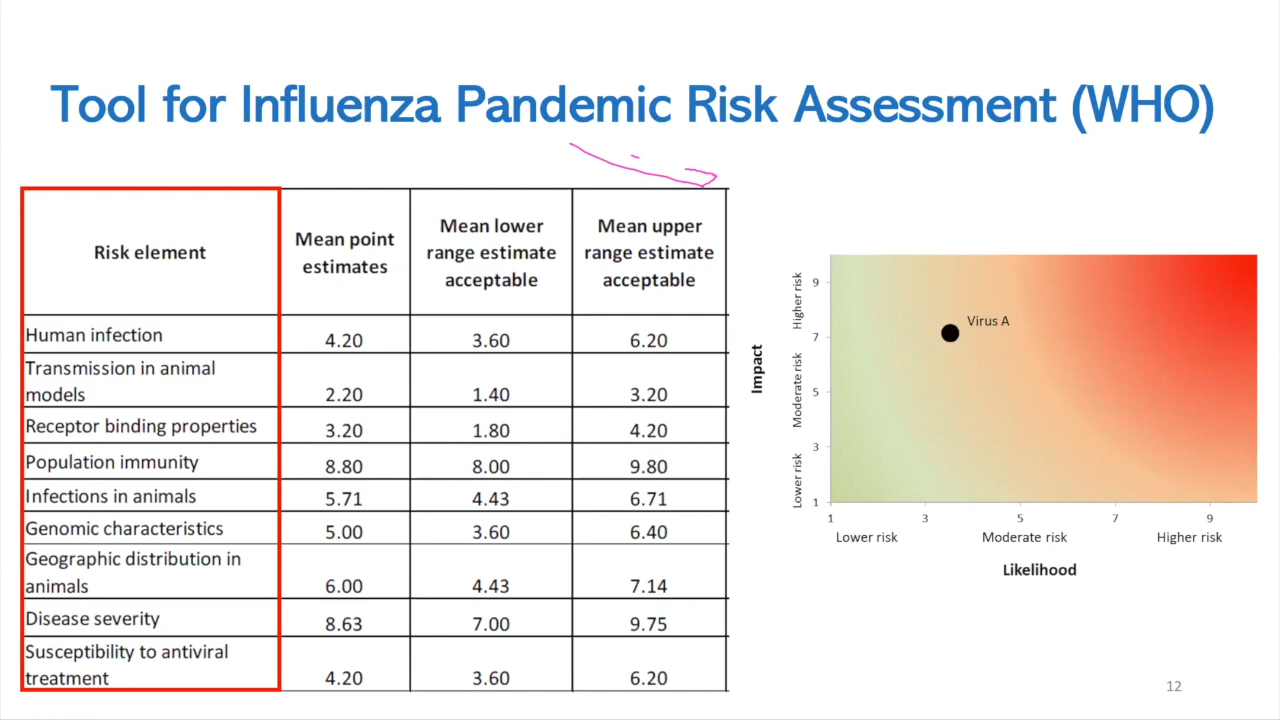 Tool for Influenza Pandemic Risk Assessment (WHO)
Risk element
Mean point
estimates
Mean lower
range estimate
acceptable
Mean upper
range estimate
acceptable
Human infection 4.20 3.60 6.20
Transmission in animal
models 2.20 1.40 3.20
Receptor binding properties 3.20 1.80 4.20
Population immunity 8.80 8.00 9.80
Infections in animals 5.71 4.43 6.71
Genomic characteristics 5.00 3.60 6.40
Geographic distribution in
animals 6.00 4.43 7.14
Disease severity 8.63 7.00 9.75
Susceptibility to antiviral
treatment 4.20 3.60 6.20
Impact
Higher risk
Moderate risk
Lower risk
9
7
5
3
1
Virus A
1 3 5 7 9
Lower risk Moderate risk Higher risk
Likelihood
12